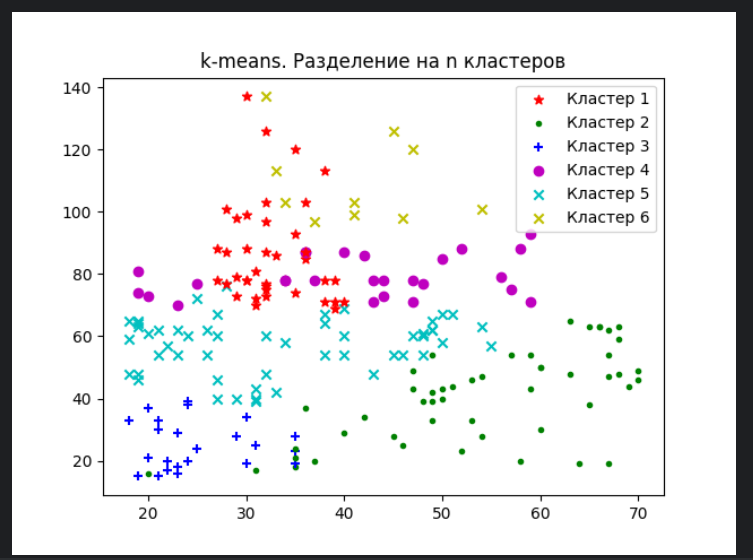 k-means. Разделение на n кластеров
140
120
100
80
60
40
20
20 30 40 50 60 70
Кластер 1
Кластер 2
Кластер 3
Кластер 4
Кластер 5
Кластер 6